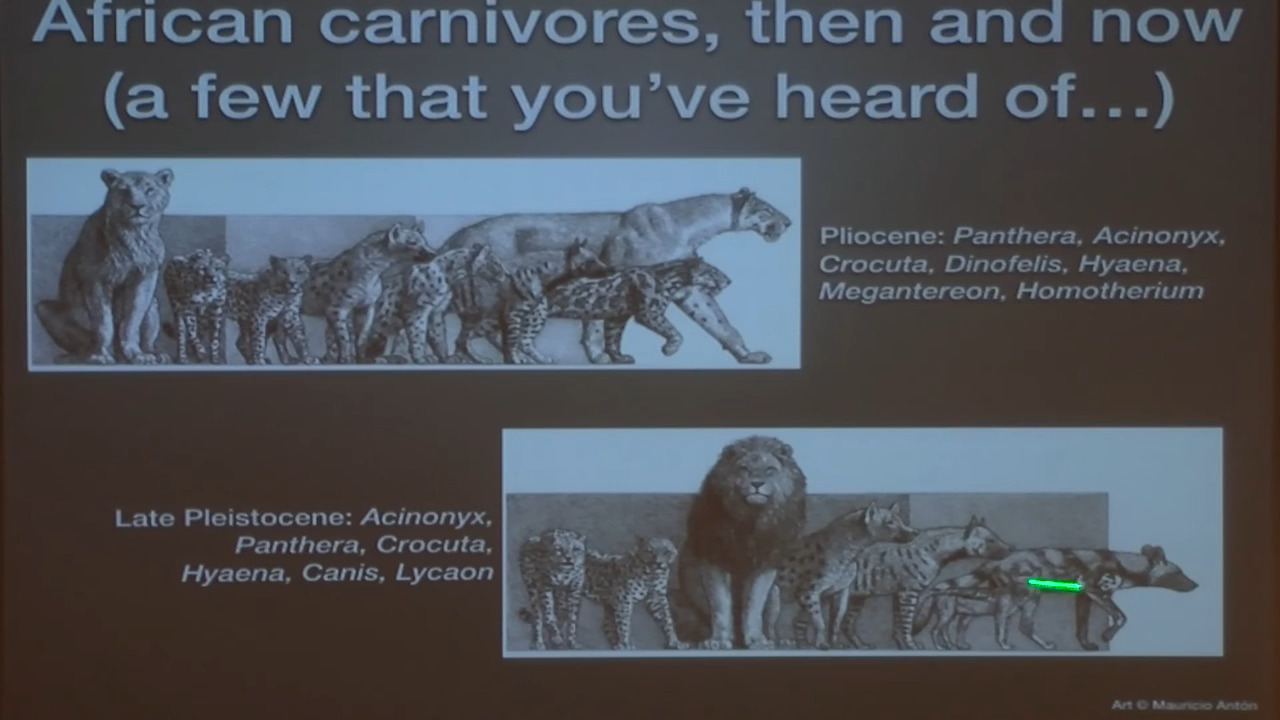 African carnivores, then and now
(a few that you've heard of...)
Pliocene: Panthera, Acinonyx,
Crocuta, Dinofelis, Hyaena,
Megantereon, Homotherium
Late Pleistocene: Acinonyx,
Panthera, Crocuta,
Hyaena, Canis, Lycaon
Art © Mauricio Antón